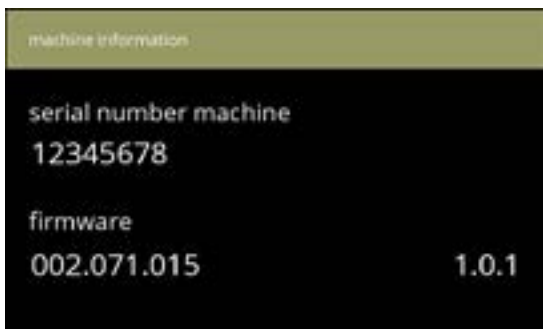 machine information
serial number machine
12345678
firmware
002.071.015 1.0.1